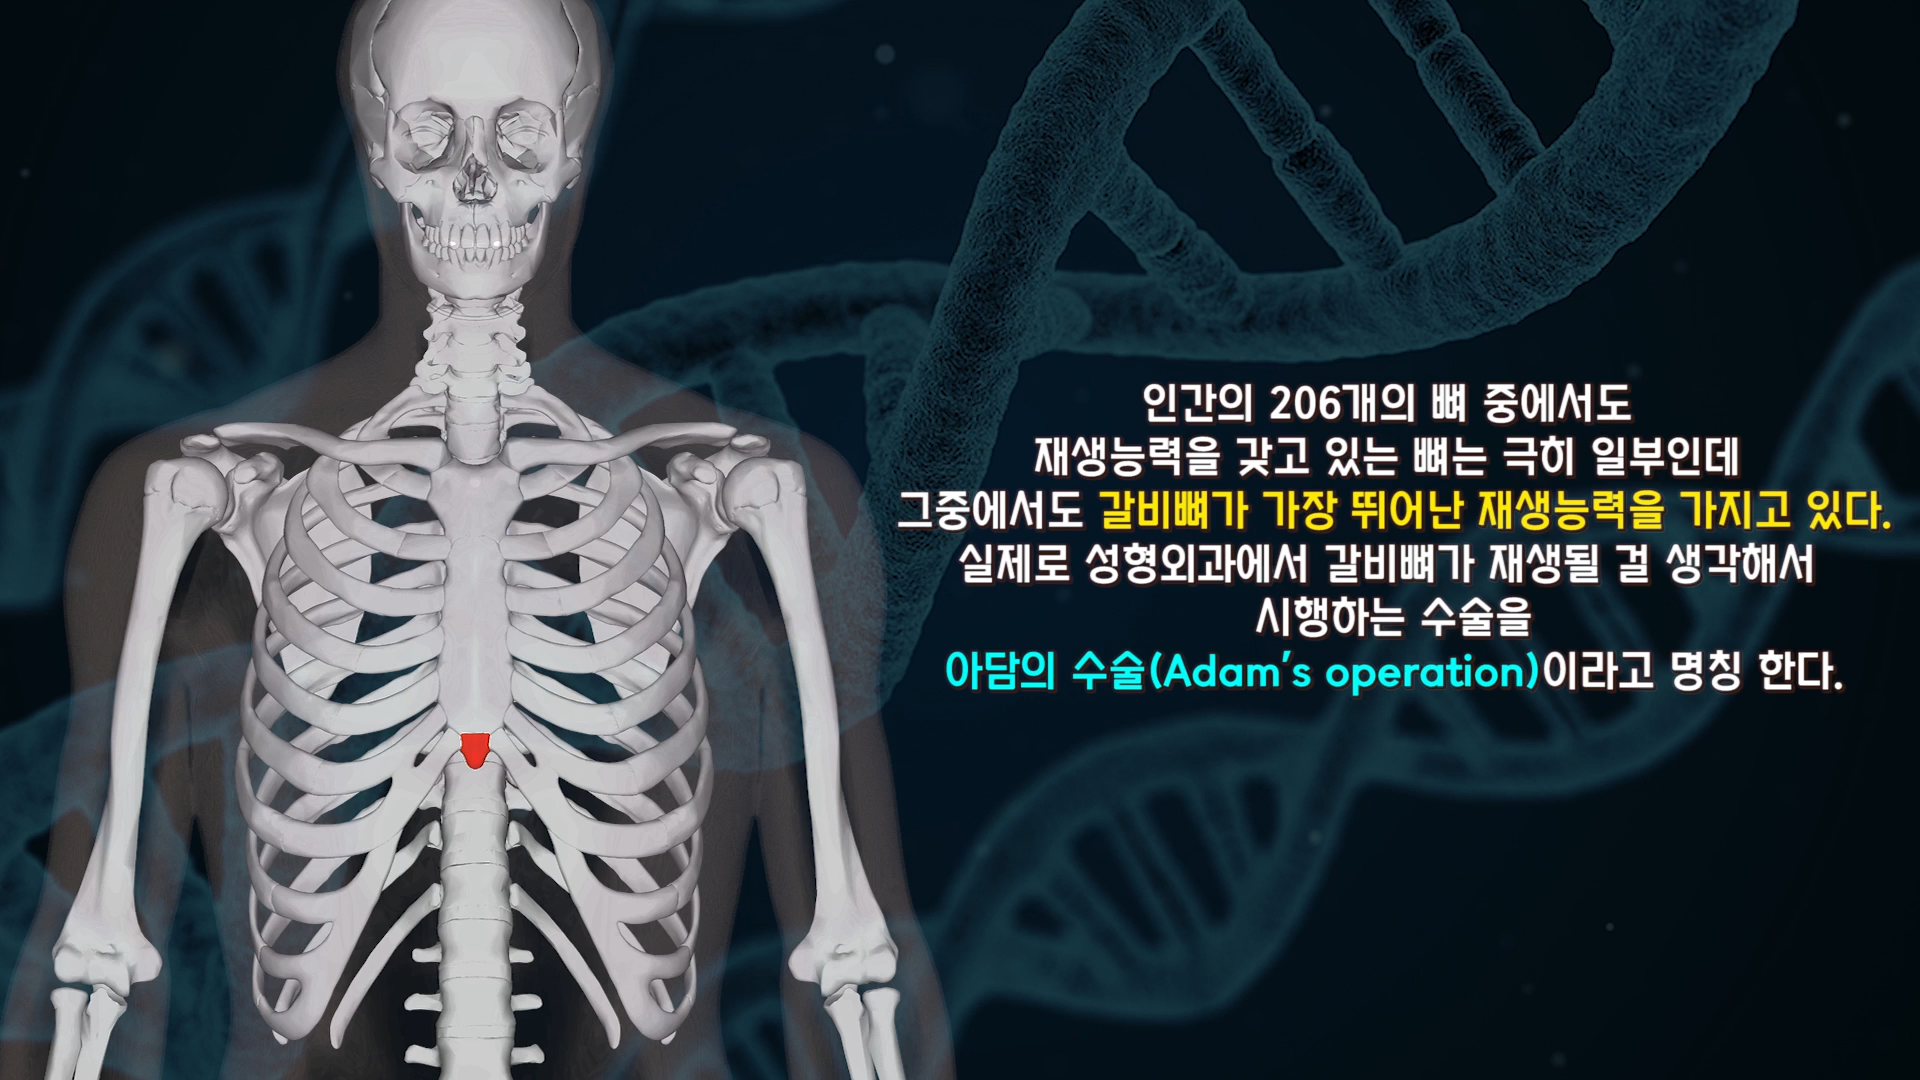 인간의 206개의 뼈 중에서도
재생능력을 갖고 있는 뼈는 극히 일부인데
그중에서도 갈비뼈가 가장 뛰어난 재생능력을 가지고 있다.
실제로 성형외과에서 갈비뼈가 재생될 걸 생각해서
시행하는 수술을
아담의 수술(Adam's operation)이라고 명칭 한다.